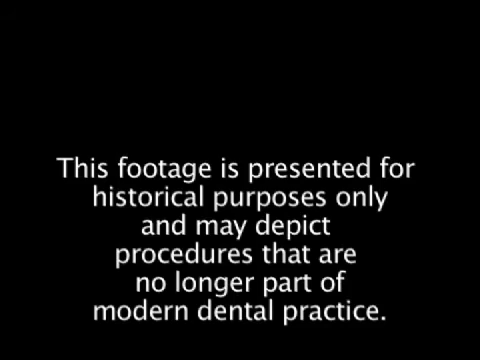 This footage is presented for
historical purposes only
and may depict
procedures that are
no longer part of
modern dental practice.